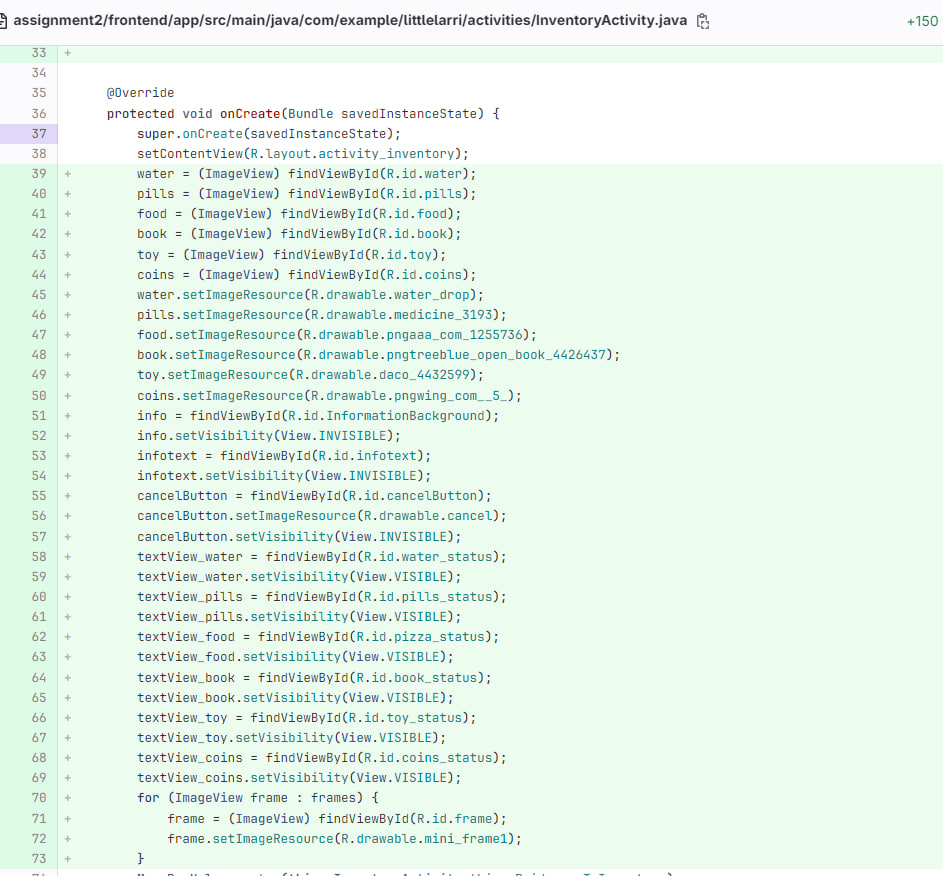 assignment2/frontend/app/src/main/java/com/example/littlelarri/activities/InventoryActivity.java +150
33 +
34
35 @Override
36 protected void onCreate(Bundle savedInstanceState) {
37 super.onCreate(savedInstanceState);
38 setContentView(R.layout.activity_inventory);
39 + water = (ImageView) findViewById(R.id.water);
40 + pills = (ImageView) findViewById(R.id.pills);
41 + food = (ImageView) findViewById(R.id.food);
42 + book = (ImageView) findViewById(R.id.book);
43 + toy = (ImageView) findViewById(R.id.toy);
44 + coins = (ImageView) findViewById(R.id.coins);
45 + water.setImageResource(R.drawable.water_drop);
46 + pills.setImageResource(R.drawable.medicine_3193);
47 + food.setImageResource(R.drawable.pngaaa_com_1255736);
48 + book.setImageResource(R.drawable.pngtreeblue_open_book_4426437);
49 + toy.setImageResource(R.drawable.daco_4432599);
50 + coins.setImageResource(R.drawable.pngwing_com__5_);
51 + info = findViewById(R.id.InformationBackground);
52 + info.setVisibility(View.INVISIBLE);
53 + infotext = findViewById(R.id.infotext);
54 + infotext.setVisibility(View.INVISIBLE);
55 + cancelButton = findViewById(R.id.cancelButton);
56 + cancelButton.setImageResource(R.drawable.cancel);
57 + cancelButton.setVisibility(View.INVISIBLE);
58 + textView_water = findViewById(R.id.water_status);
59 + textView_water.setVisibility(View.VISIBLE);
60 + textView_pills = findViewById(R.id.pills_status);
61 + textView_pills.setVisibility(View.VISIBLE);
62 + textView_food = findViewById(R.id.pizza_status);
63 + textView_food.setVisibility(View.VISIBLE);
64 + textView_book = findViewById(R.id.book_status);
65 + textView_book.setVisibility(View.VISIBLE);
66 + textView_toy = findViewById(R.id.toy_status);
67 + textView_toy.setVisibility(View.VISIBLE);
68 + textView_coins = findViewById(R.id.coins_status);
69 + textView_coins.setVisibility(View.VISIBLE);
70 + for (ImageView frame : frames) {
71 + frame = (ImageView) findViewById(R.id.frame);
72 + frame.setImageResource(R.drawable.mini_frame1);
73 + }